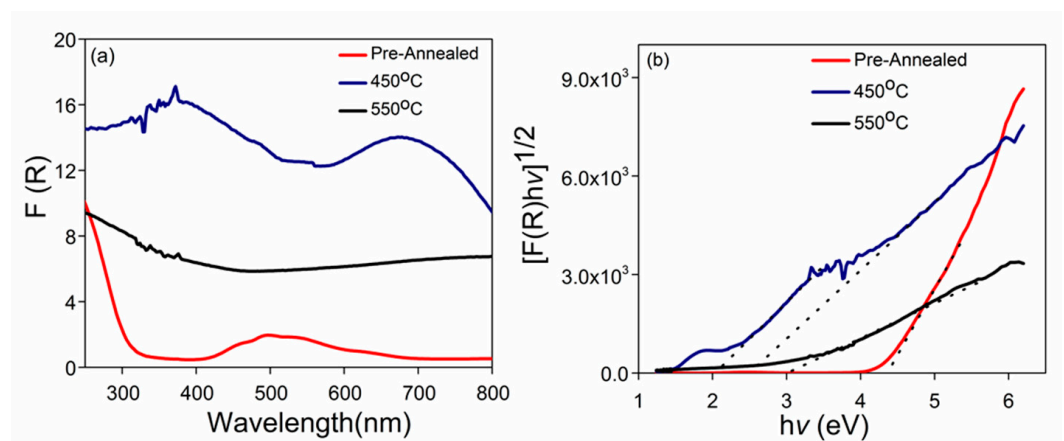 (a)
Pre-Annealed
450°C
550°C
F (R)
20
16
12
8
4
0
300 400 500 600 700 800
Wavelength(nm)
(b)
Pre-Annealed
450°C
550°C
[F(R)hν]1/2
9.0x10³
6.0x10³
3.0x10³
0.0
1 2 3 4 5 6
hν (eV)